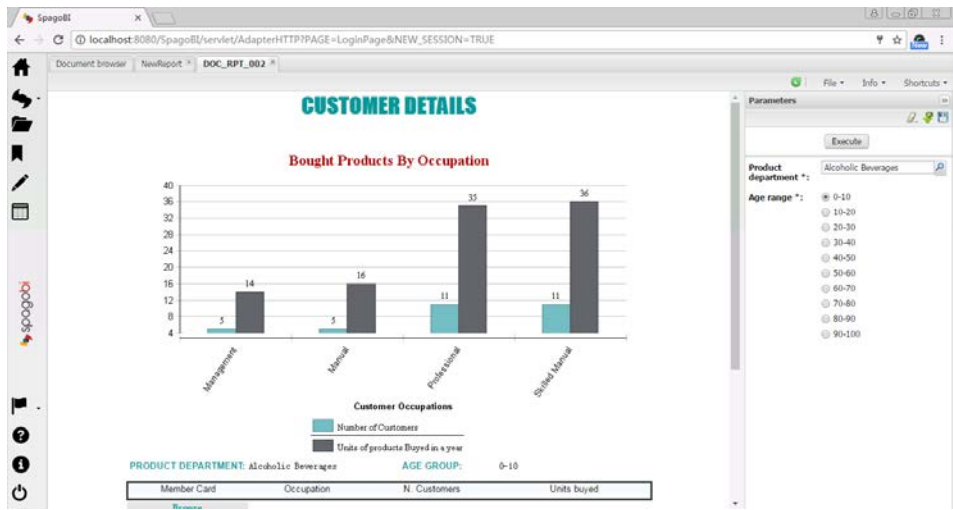 SpagoBI
localhost:8080/SpagoBI/servlet/AdapterHTTP?PAGE=LoginPage&NEW_SESSION=TRUE
New
Document browser NewReport DOC_RPT_002
File Info Shortcuts
CUSTOMER DETAILS
Bought Products By Occupation
40
36
32
28
24
20
16
12
8
4
5 14
5 16
11 35
11 36
Management
Manual
Professional
Skilled Manual
Customer Occupations
Number of Customers
Units of products Buyed in a year
PRODUCT DEPARTMENT: Alcoholic Beverages AGE GROUP: 0-10
Member Card Occupation N. Customers Units buyed
Bronze
Parameters
Execute
Product department *: Alcoholic Beverages
Age range *: 0-10
10-20
20-30
30-40
40-50
50-60
60-70
70-80
80-90
90-100
spagobi